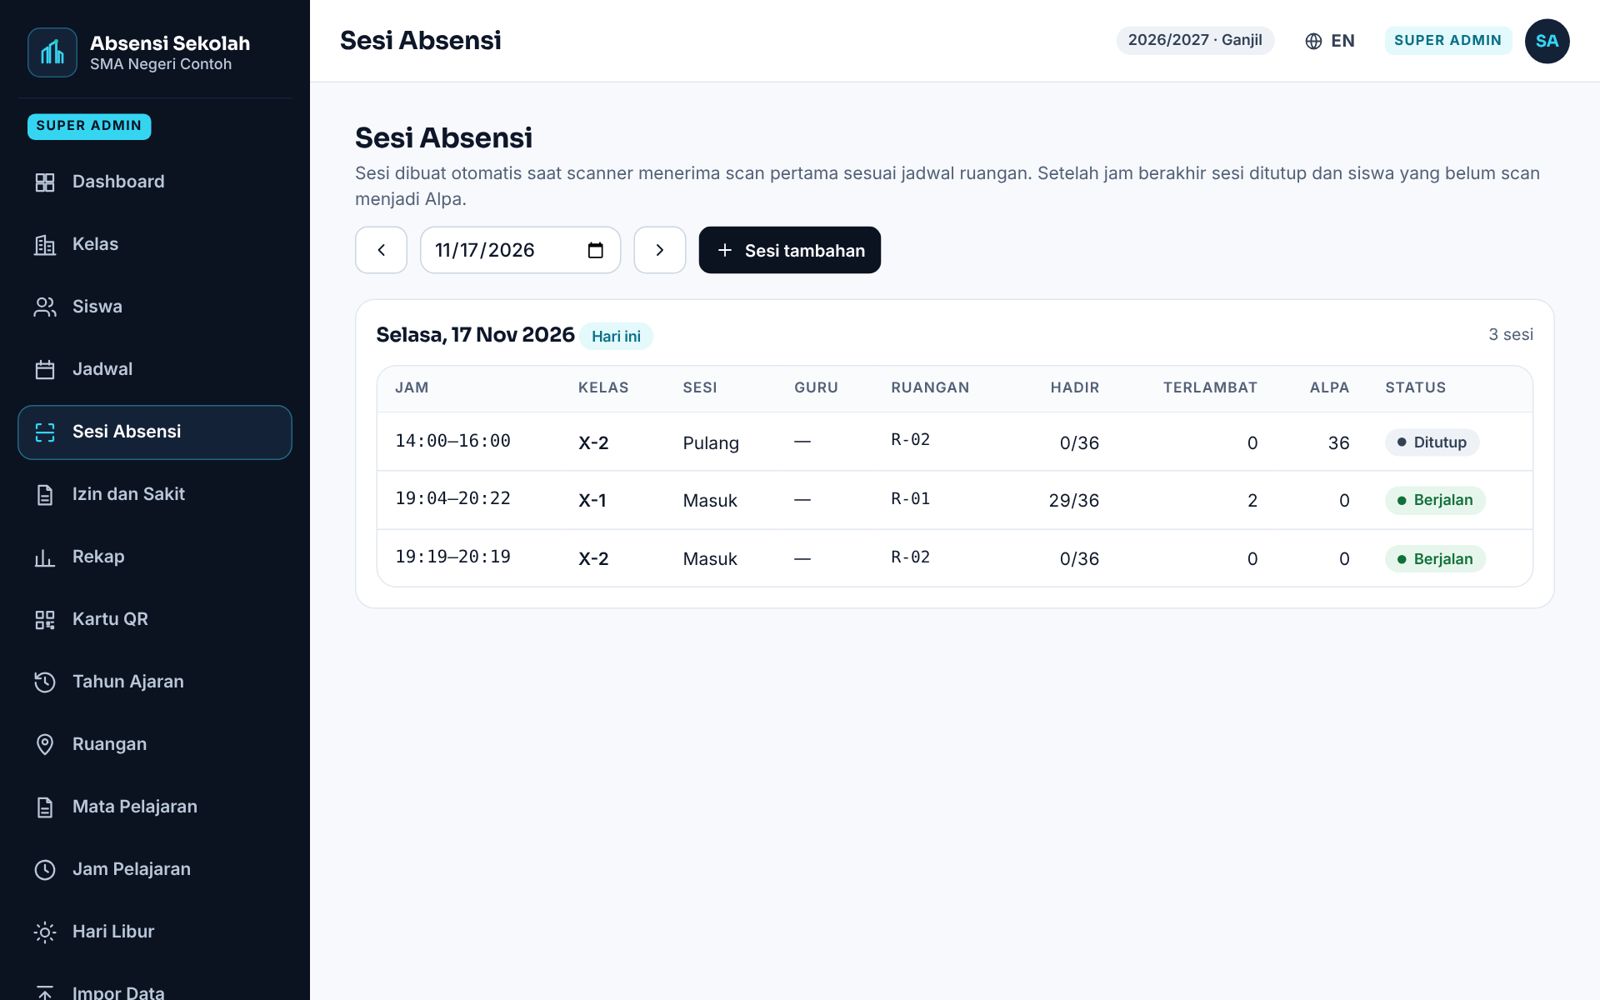 Absensi Sekolah
SMA Negeri Contoh
SUPER ADMIN
Dashboard
Kelas
Siswa
Jadwal
Sesi Absensi
Izin dan Sakit
Rekap
Kartu QR
Tahun Ajaran
Ruangan
Mata Pelajaran
Jam Pelajaran
Hari Libur
Impor Data
Sesi Absensi
2026/2027 · Ganjil
EN
SUPER ADMIN
SA
Sesi Absensi
Sesi dibuat otomatis saat scanner menerima scan pertama sesuai jadwal ruangan. Setelah jam berakhir sesi ditutup dan siswa yang belum scan
menjadi Alpa.
11/17/2026
+ Sesi tambahan
Selasa, 17 Nov 2026 Hari ini 3 sesi
JAM KELAS SESI GURU RUANGAN HADIR TERLAMBAT ALPA STATUS
14:00–16:00 X-2 Pulang — R-02 0/36 0 36 Ditutup
19:04–20:22 X-1 Masuk — R-01 29/36 2 0 Berjalan
19:19–20:19 X-2 Masuk — R-02 0/36 0 0 Berjalan